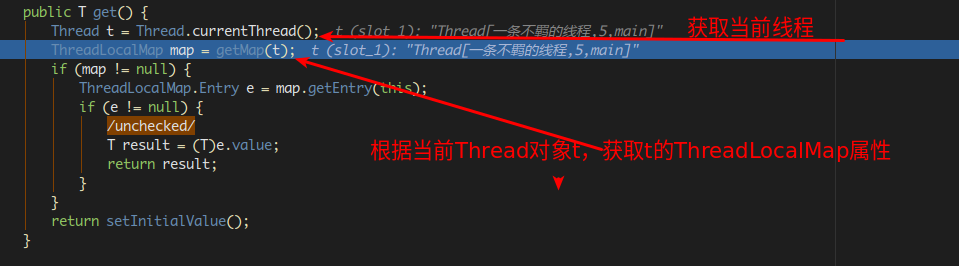 public T get() {
Thread t = Thread.currentThread(); t (slot_1): "Thread[一条不羁的线程,5,main]" 获取当前线程
ThreadLocalMap map = getMap(t); t (slot_1): "Thread[一条不羁的线程,5,main]"
if (map != null) {
ThreadLocalMap.Entry e = map.getEntry(this);
if (e != null) {
/unchecked/
T result = (T)e.value;
根据当前Thread对象t，获取t的ThreadLocalMap属性
return result;
}
}
return setInitialValue();
}